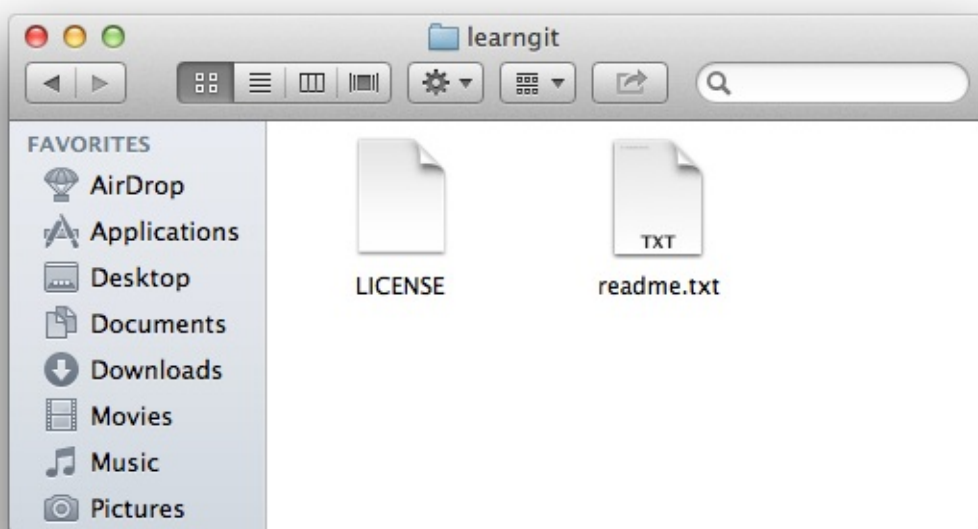 learngit
FAVORITES
AirDrop
Applications
Desktop
Documents
Downloads
Movies
Music
Pictures
TXT
LICENSE
readme.txt